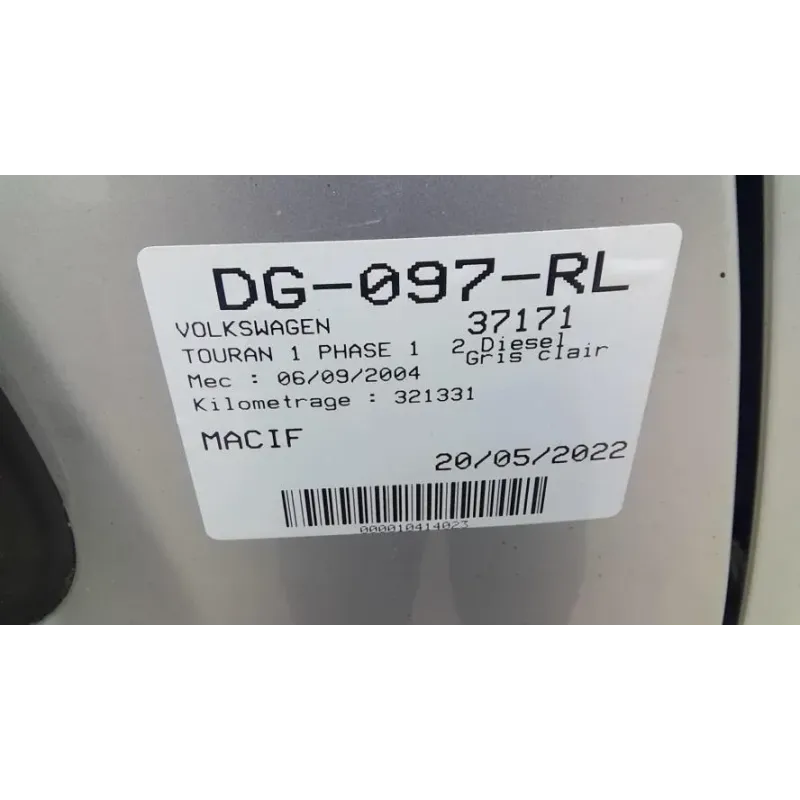 DG-097-RL
VOLKSWAGEN 37171
TOURAN 1 PHASE 1 2 Diesel
Gris clair
Mec : 06/09/2004
Kilometrage : 321331
MACIF
20/05/2022
000010414023